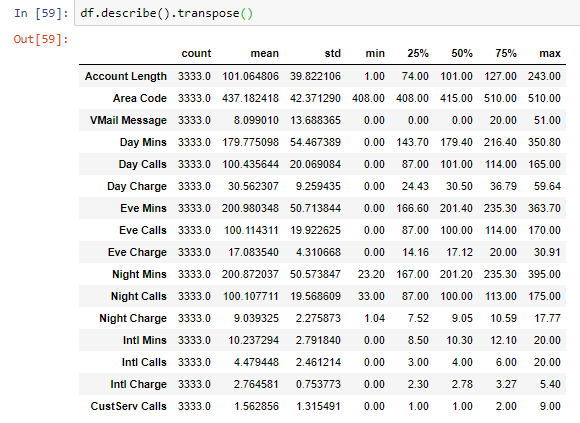 In [59]: df.describe().transpose()
Out[59]:
count mean std min 25% 50% 75% max
Account Length 3333.0 101.064806 39.822106 1.00 74.00 101.00 127.00 243.00
Area Code 3333.0 437.182418 42.371290 408.00 408.00 415.00 510.00 510.00
VMail Message 3333.0 8.099010 13.688365 0.00 0.00 0.00 20.00 51.00
Day Mins 3333.0 179.775098 54.467389 0.00 143.70 179.40 216.40 350.80
Day Calls 3333.0 100.435644 20.069084 0.00 87.00 101.00 114.00 165.00
Day Charge 3333.0 30.562307 9.259435 0.00 24.43 30.50 36.79 59.64
Eve Mins 3333.0 200.980348 50.713844 0.00 166.60 201.40 235.30 363.70
Eve Calls 3333.0 100.114311 19.922625 0.00 87.00 100.00 114.00 170.00
Eve Charge 3333.0 17.083540 4.310668 0.00 14.16 17.12 20.00 30.91
Night Mins 3333.0 200.872037 50.573847 23.20 167.00 201.20 235.30 395.00
Night Calls 3333.0 100.107711 19.568609 33.00 87.00 100.00 113.00 175.00
Night Charge 3333.0 9.039325 2.275873 1.04 7.52 9.05 10.59 17.77
Intl Mins 3333.0 10.237294 2.791840 0.00 8.50 10.30 12.10 20.00
Intl Calls 3333.0 4.479448 2.461214 0.00 3.00 4.00 6.00 20.00
Intl Charge 3333.0 2.764581 0.753773 0.00 2.30 2.78 3.27 5.40
CustServ Calls 3333.0 1.562856 1.315491 0.00 1.00 1.00 2.00 9.00